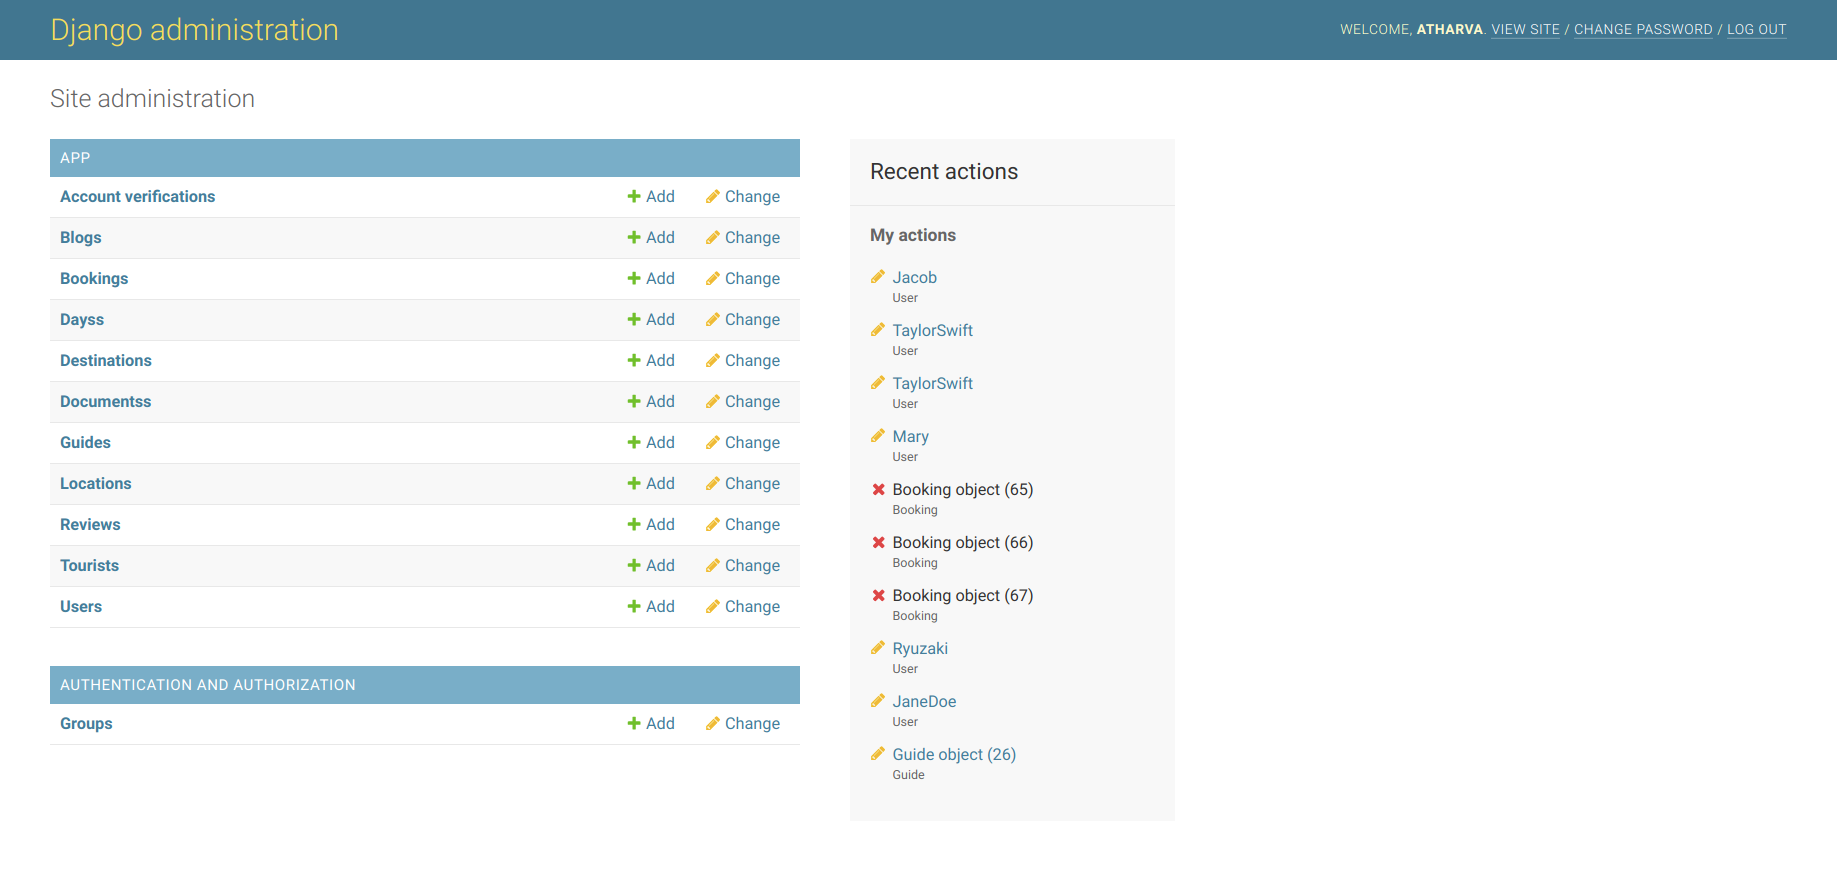 Django administration
WELCOME, ATHARVA. VIEW SITE / CHANGE PASSWORD / LOG OUT
Site administration
APP
Account verifications Add Change
Blogs Add Change
Bookings Add Change
Dayss Add Change
Destinations Add Change
Documentss Add Change
Guides Add Change
Locations Add Change
Reviews Add Change
Tourists Add Change
Users Add Change
AUTHENTICATION AND AUTHORIZATION
Groups Add Change
Recent actions
My actions
Jacob
User
TaylorSwift
User
TaylorSwift
User
Mary
User
Booking object (65)
Booking
Booking object (66)
Booking
Booking object (67)
Booking
Ryuzaki
User
JaneDoe
User
Guide object (26)
Guide